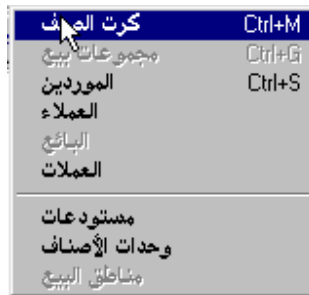 كرت الصنف Ctrl+M
مجموعات بيع Ctrl+G
الموردين Ctrl+S
العملاء
البائع
العملات
مستودعات
وحدات الأصناف
مناطق البيع